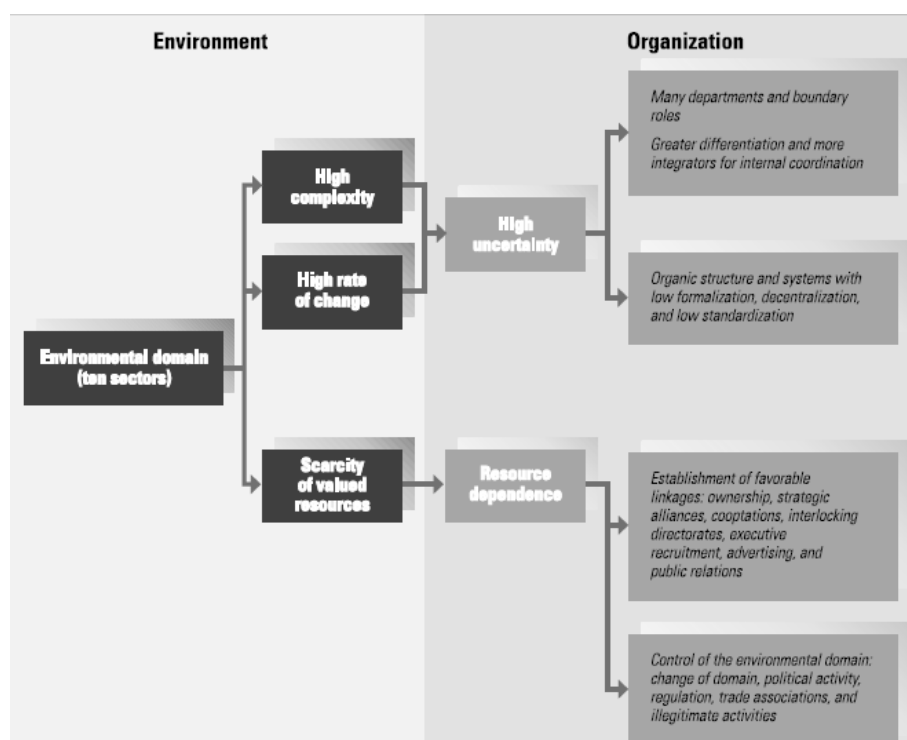 Environment
Organization
Many departments and boundary
roles
Greater differentiation and more
integrators for internal coordination
High
complexity
High
uncertainty
High rate
of change
Organic structure and systems with
low formalization, decentralization,
and low standardization
Environmental domain
(ten sectors)
Scarcity
of valued
resources
Resource
dependence
Establishment of favorable
linkages: ownership, strategic
alliances, cooptations, interlocking
directorates, executive
recruitment, advertising, and
public relations
Control of the environmental domain:
change of domain, political activity,
regulation, trade associations, and
illegitimate activities